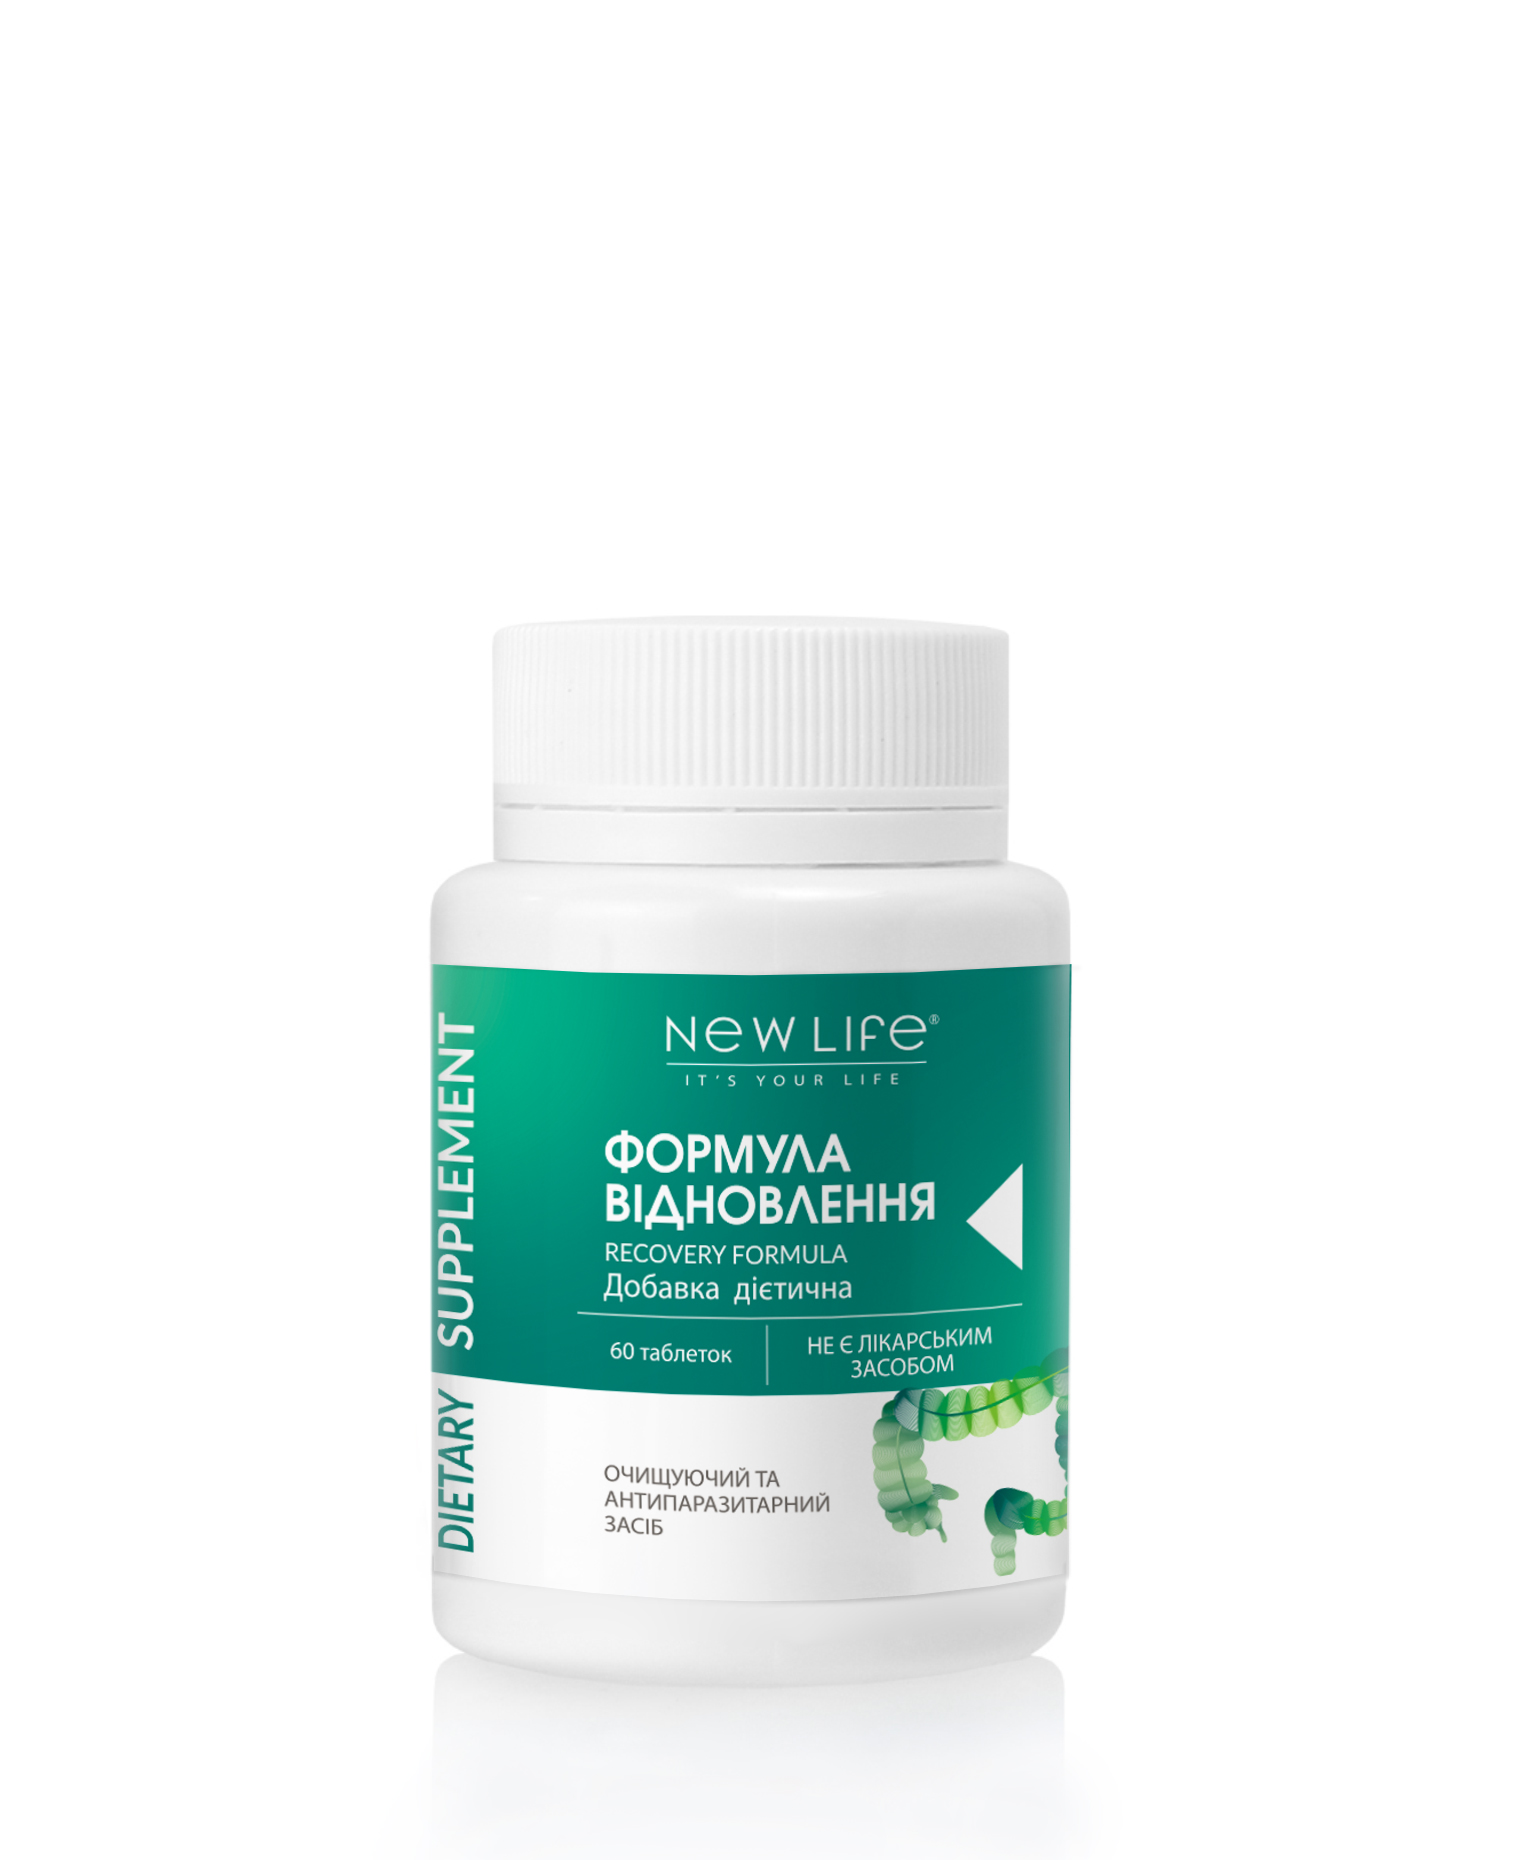 NEW LIFE®
IT'S YOUR LIFE
ФОРМУЛА
ВІДНОВЛЕННЯ
RECOVERY FORMULA
Добавка дієтична
60 таблеток
НЕ Є ЛІКАРСЬКИМ
ЗАСОБОМ
ОЧИЩУЮЧИЙ ТА
АНТИПАРАЗИТАРНИЙ
ЗАСІБ
DIETARY SUPPLEMENT